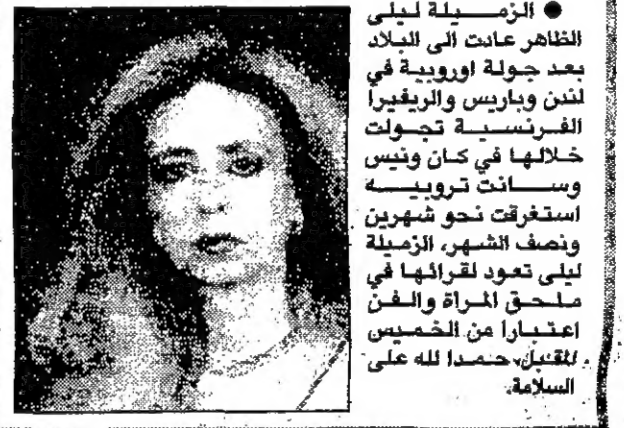 ● الزميلة ليلى
الظاهر عادت الى البلاد
بعد جولة اوروبية في
لندن وباريس والريفيرا
الفرنسية تجولت
خلالها في كان ونيس
وسانت تروبيه
استغرقت نحو شهرين
ونصف الشهر، الزميلة
ليلى تعود لقرائها في
ملحق المراة والفن
اعتبارا من الخميس
المقبل، حمدا لله على
السلامة.